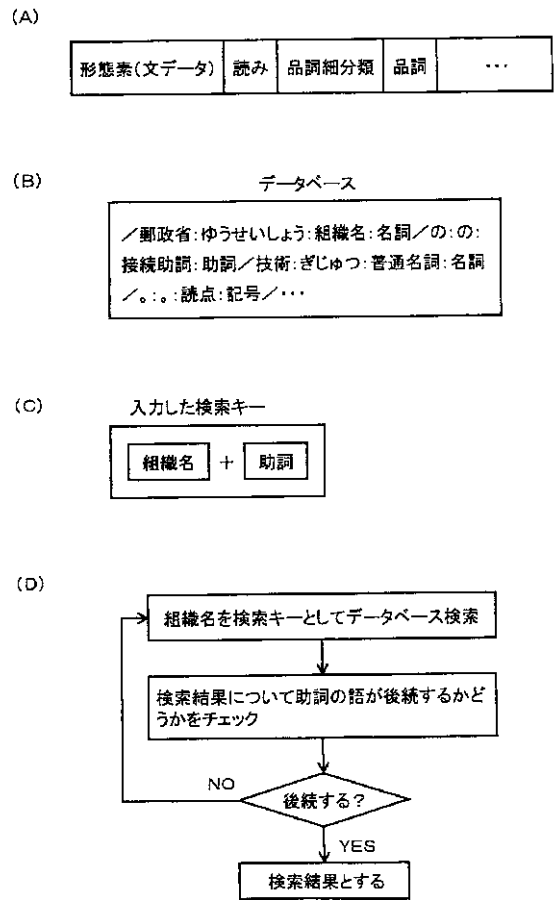 (A)
形態素(文データ) 読み 品詞細分類 品詞 ・・・
(B)
データベース
／郵政省:ゆうせいしょう:組織名:名詞／の:の:
接続助詞:助詞／技術:ぎじゅつ:普通名詞:名詞
／。:。:読点:記号／・・・
(C)
入力した検索キー
組織名 + 助詞
(D)
組織名を検索キーとしてデータベース検索
検索結果について助詞の語が後続するかど
うかをチェック
NO
後続する?
YES
検索結果とする